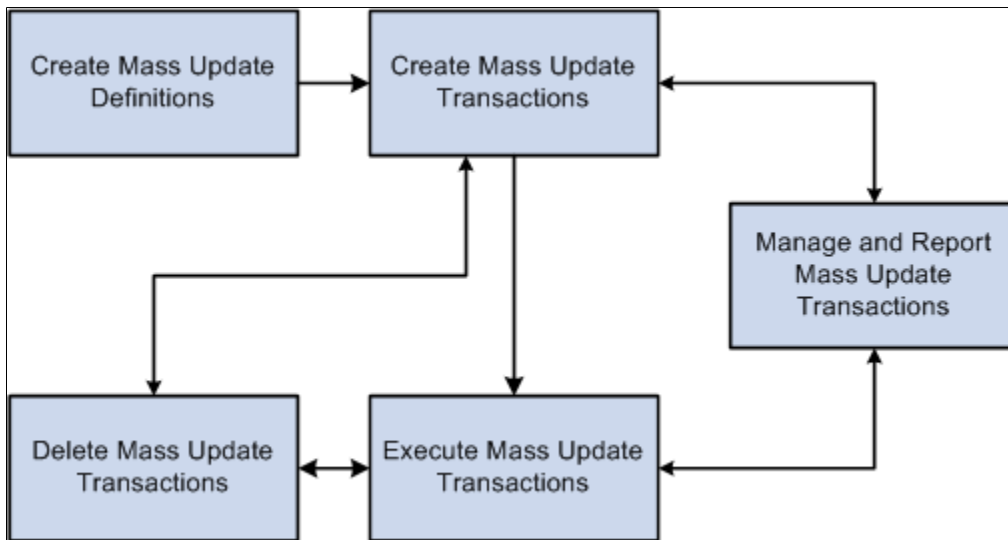 Create Mass Update
Definitions
Create Mass Update
Transactions
Manage and Report
Mass Update
Transactions
Delete Mass Update
Transactions
Execute Mass Update
Transactions